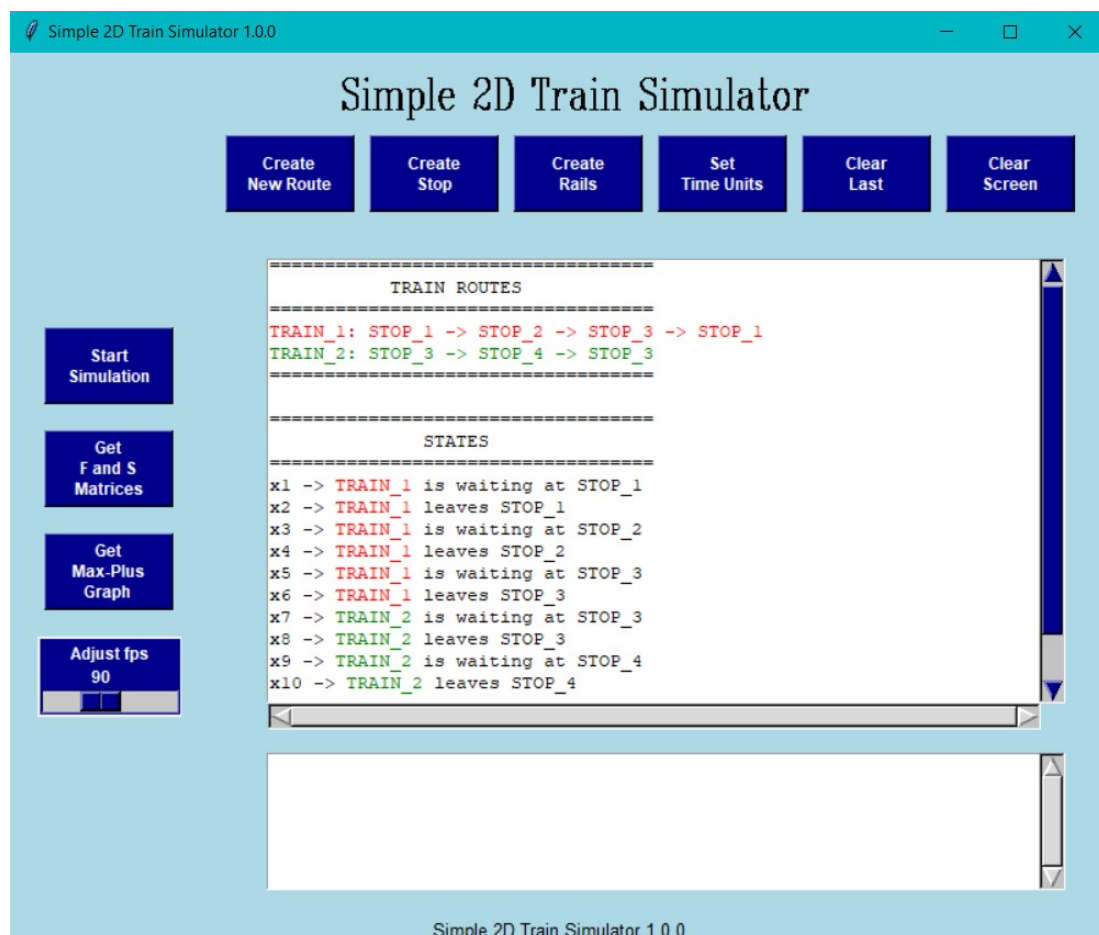 Simple 2D Train Simulator 1.0.0
Simple 2D Train Simulator
Create
New Route
Create
Stop
Create
Rails
Set
Time Units
Clear
Last
Clear
Screen
Start
Simulation
Get
F and S
Matrices
Get
Max-Plus
Graph
Adjust fps
90
===================================
TRAIN ROUTES
===================================
TRAIN_1: STOP_1 -> STOP_2 -> STOP_3 -> STOP_1
TRAIN_2: STOP_3 -> STOP_4 -> STOP_3
===================================
===================================
STATES
===================================
x1 -> TRAIN_1 is waiting at STOP_1
x2 -> TRAIN_1 leaves STOP_1
x3 -> TRAIN_1 is waiting at STOP_2
x4 -> TRAIN_1 leaves STOP_2
x5 -> TRAIN_1 is waiting at STOP_3
x6 -> TRAIN_1 leaves STOP_3
x7 -> TRAIN_2 is waiting at STOP_3
x8 -> TRAIN_2 leaves STOP_3
x9 -> TRAIN_2 is waiting at STOP_4
x10 -> TRAIN_2 leaves STOP_4
Simple 2D Train Simulator 1.0.0